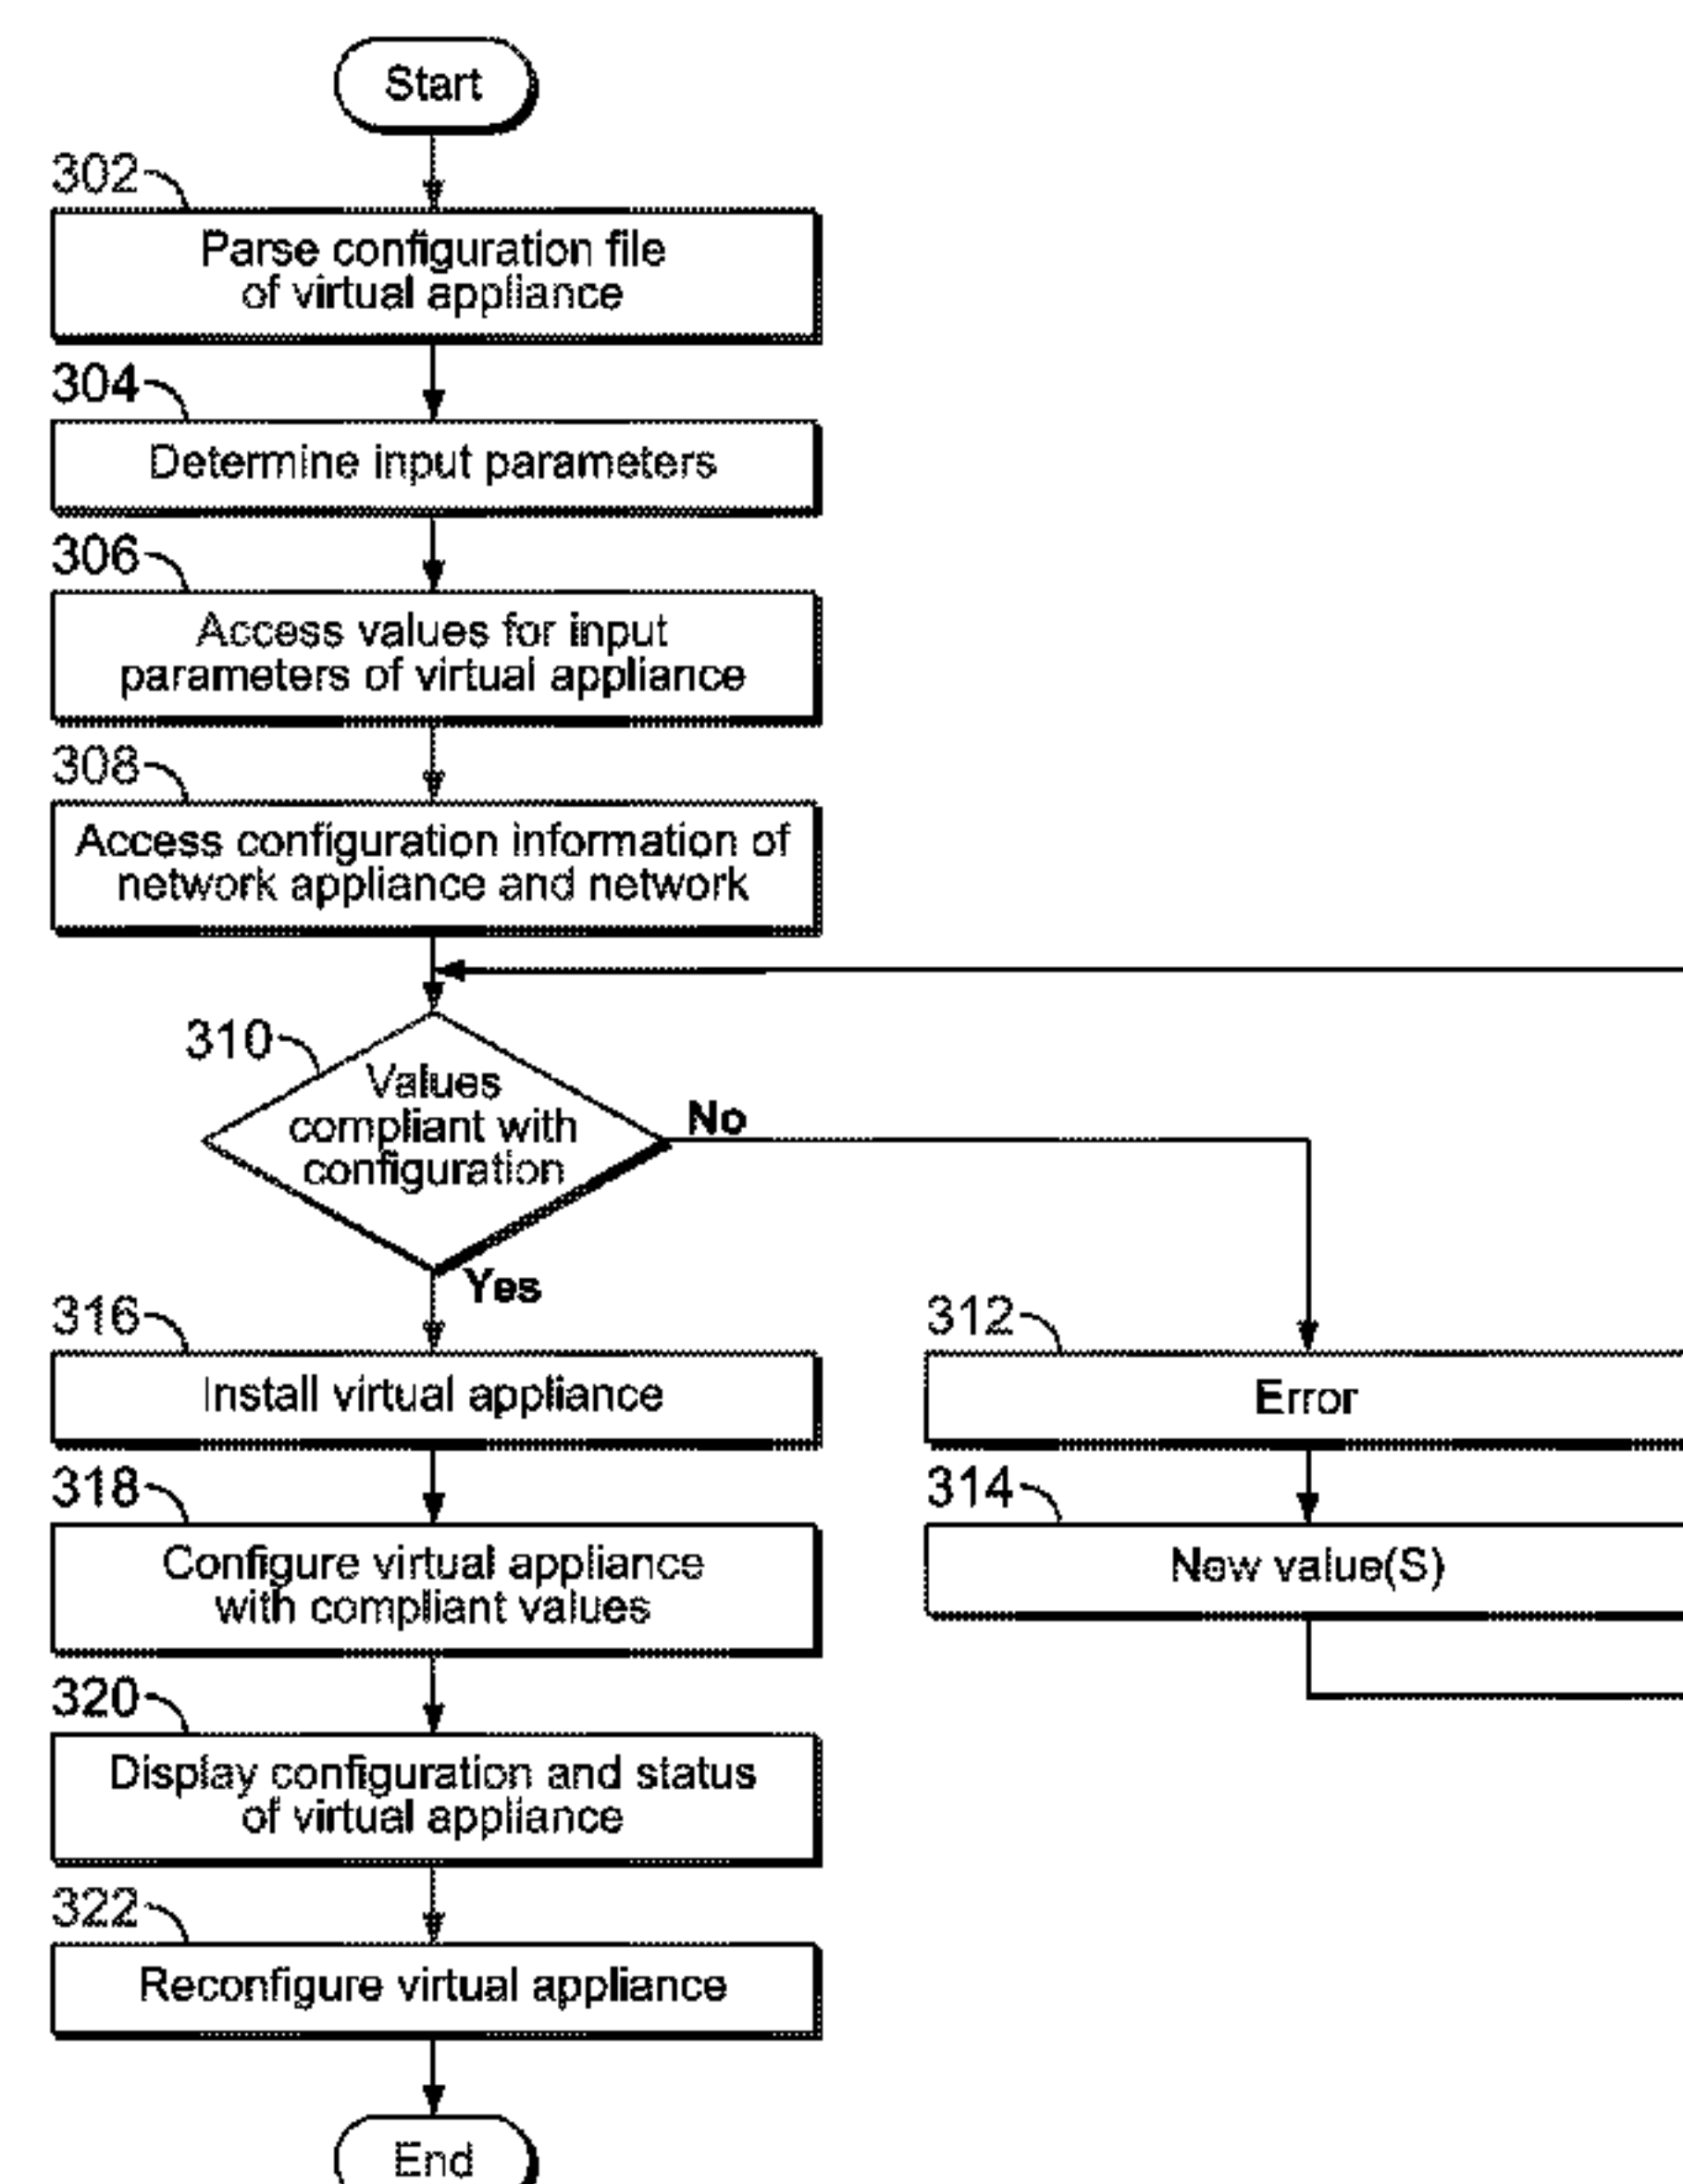 Start
302
Parse configuration file
of virtual appliance
304
Determine input parameters
306
Access values for input
parameters of virtual appliance
308
Access configuration information of
network appliance and network
310
Values
compliant with
configuration
No
Yes
316
Install virtual appliance
312
Error
318
Configure virtual appliance
with compliant values
314
New value(S)
320
Display configuration and status
of virtual appliance
322
Reconfigure virtual appliance
End